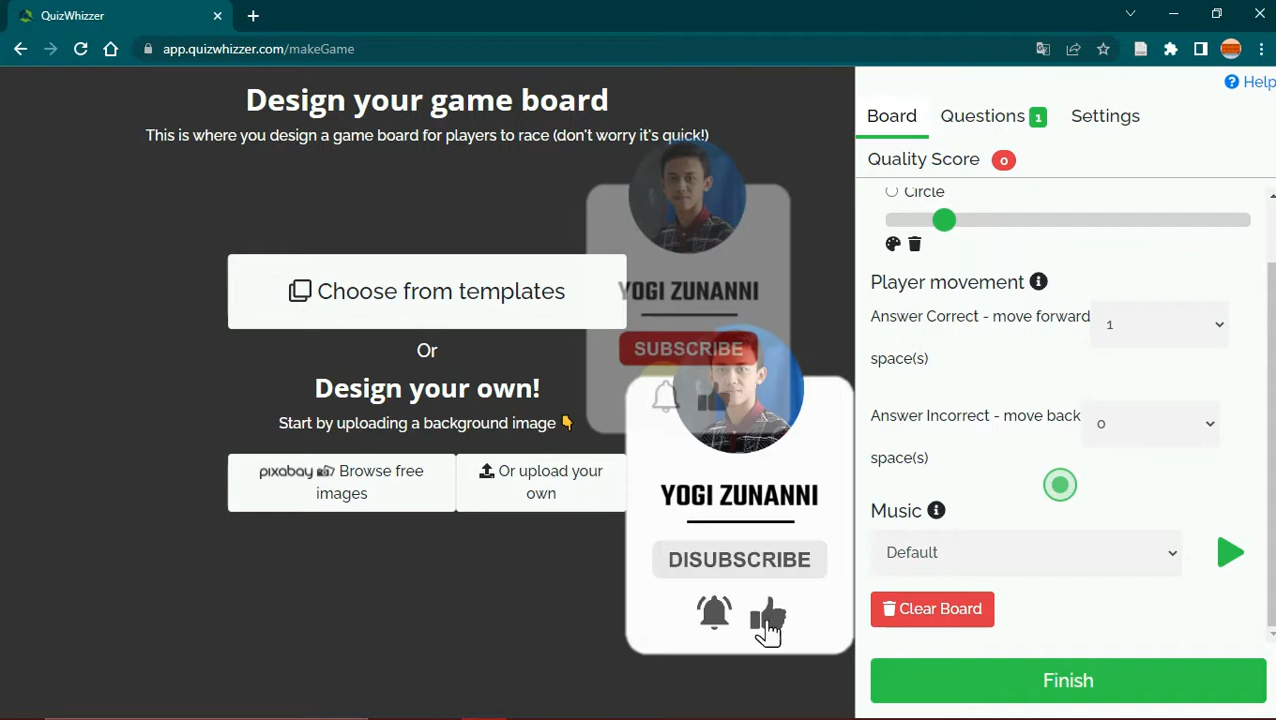 QuizWhizzer
app.quizwhizzer.com/makeGame
Design your game board
This is where you design a game board for players to race (don't worry it's quick!)
Choose from templates
Or
Design your own!
Start by uploading a background image
pixabay Browse free
images
Or upload your
own
YOGI ZUNANNI
SUBSCRIBE
YOGI ZUNANNI
DISUBSCRIBE
Help
Board
Questions 1
Settings
Quality Score 0
Circle
Player movement
Answer Correct - move forward 1
space(s)
Answer Incorrect - move back 0
space(s)
Music
Default
Clear Board
Finish